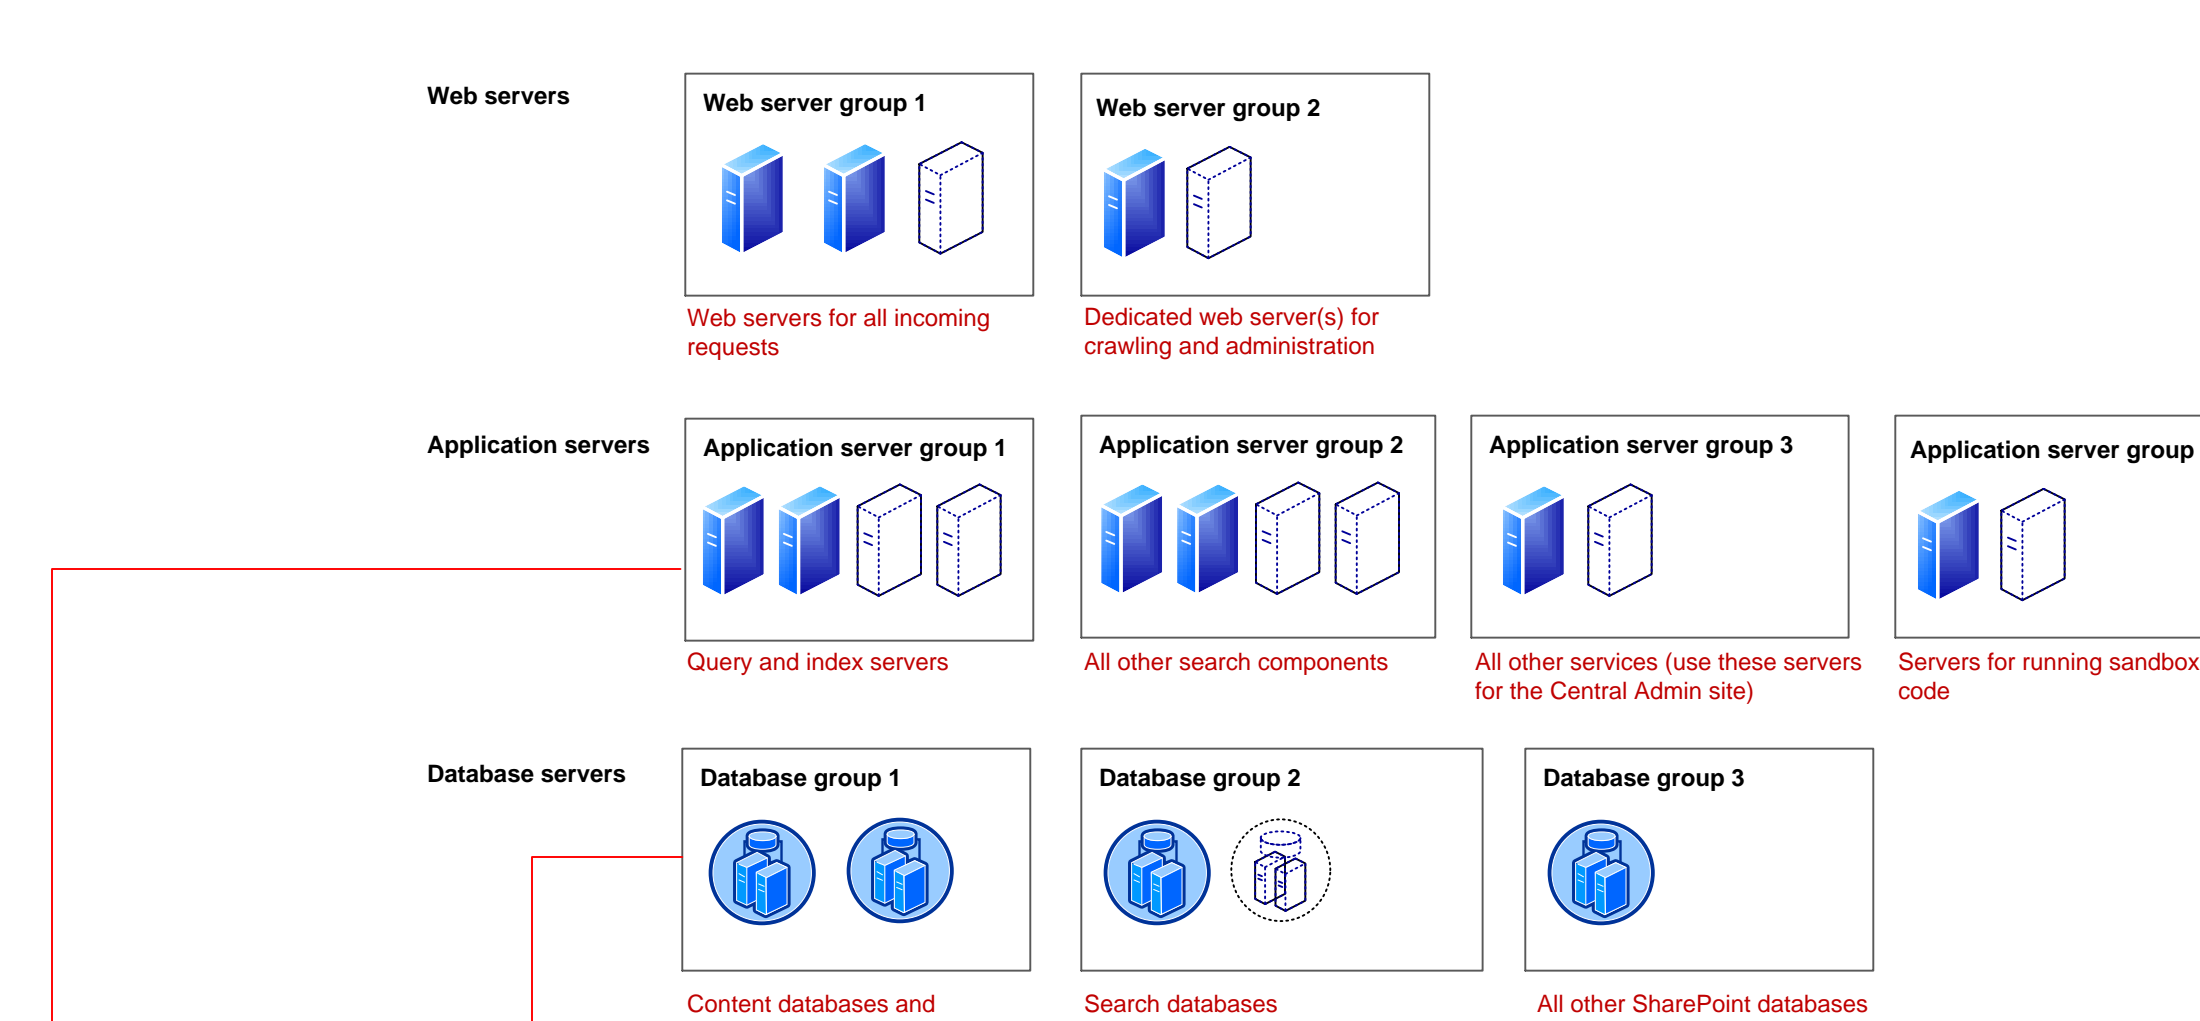 Web servers
Web server group 1
Web server group 2
Web servers for all incoming
requests
Dedicated web server(s) for
crawling and administration
Application servers
Application server group 1
Application server group 2
Application server group 3
Application server group
Query and index servers
All other search components
All other services (use these servers
for the Central Admin site)
Servers for running sandbox
code
Database servers
Database group 1
Database group 2
Database group 3
Content databases and
Search databases
All other SharePoint databases